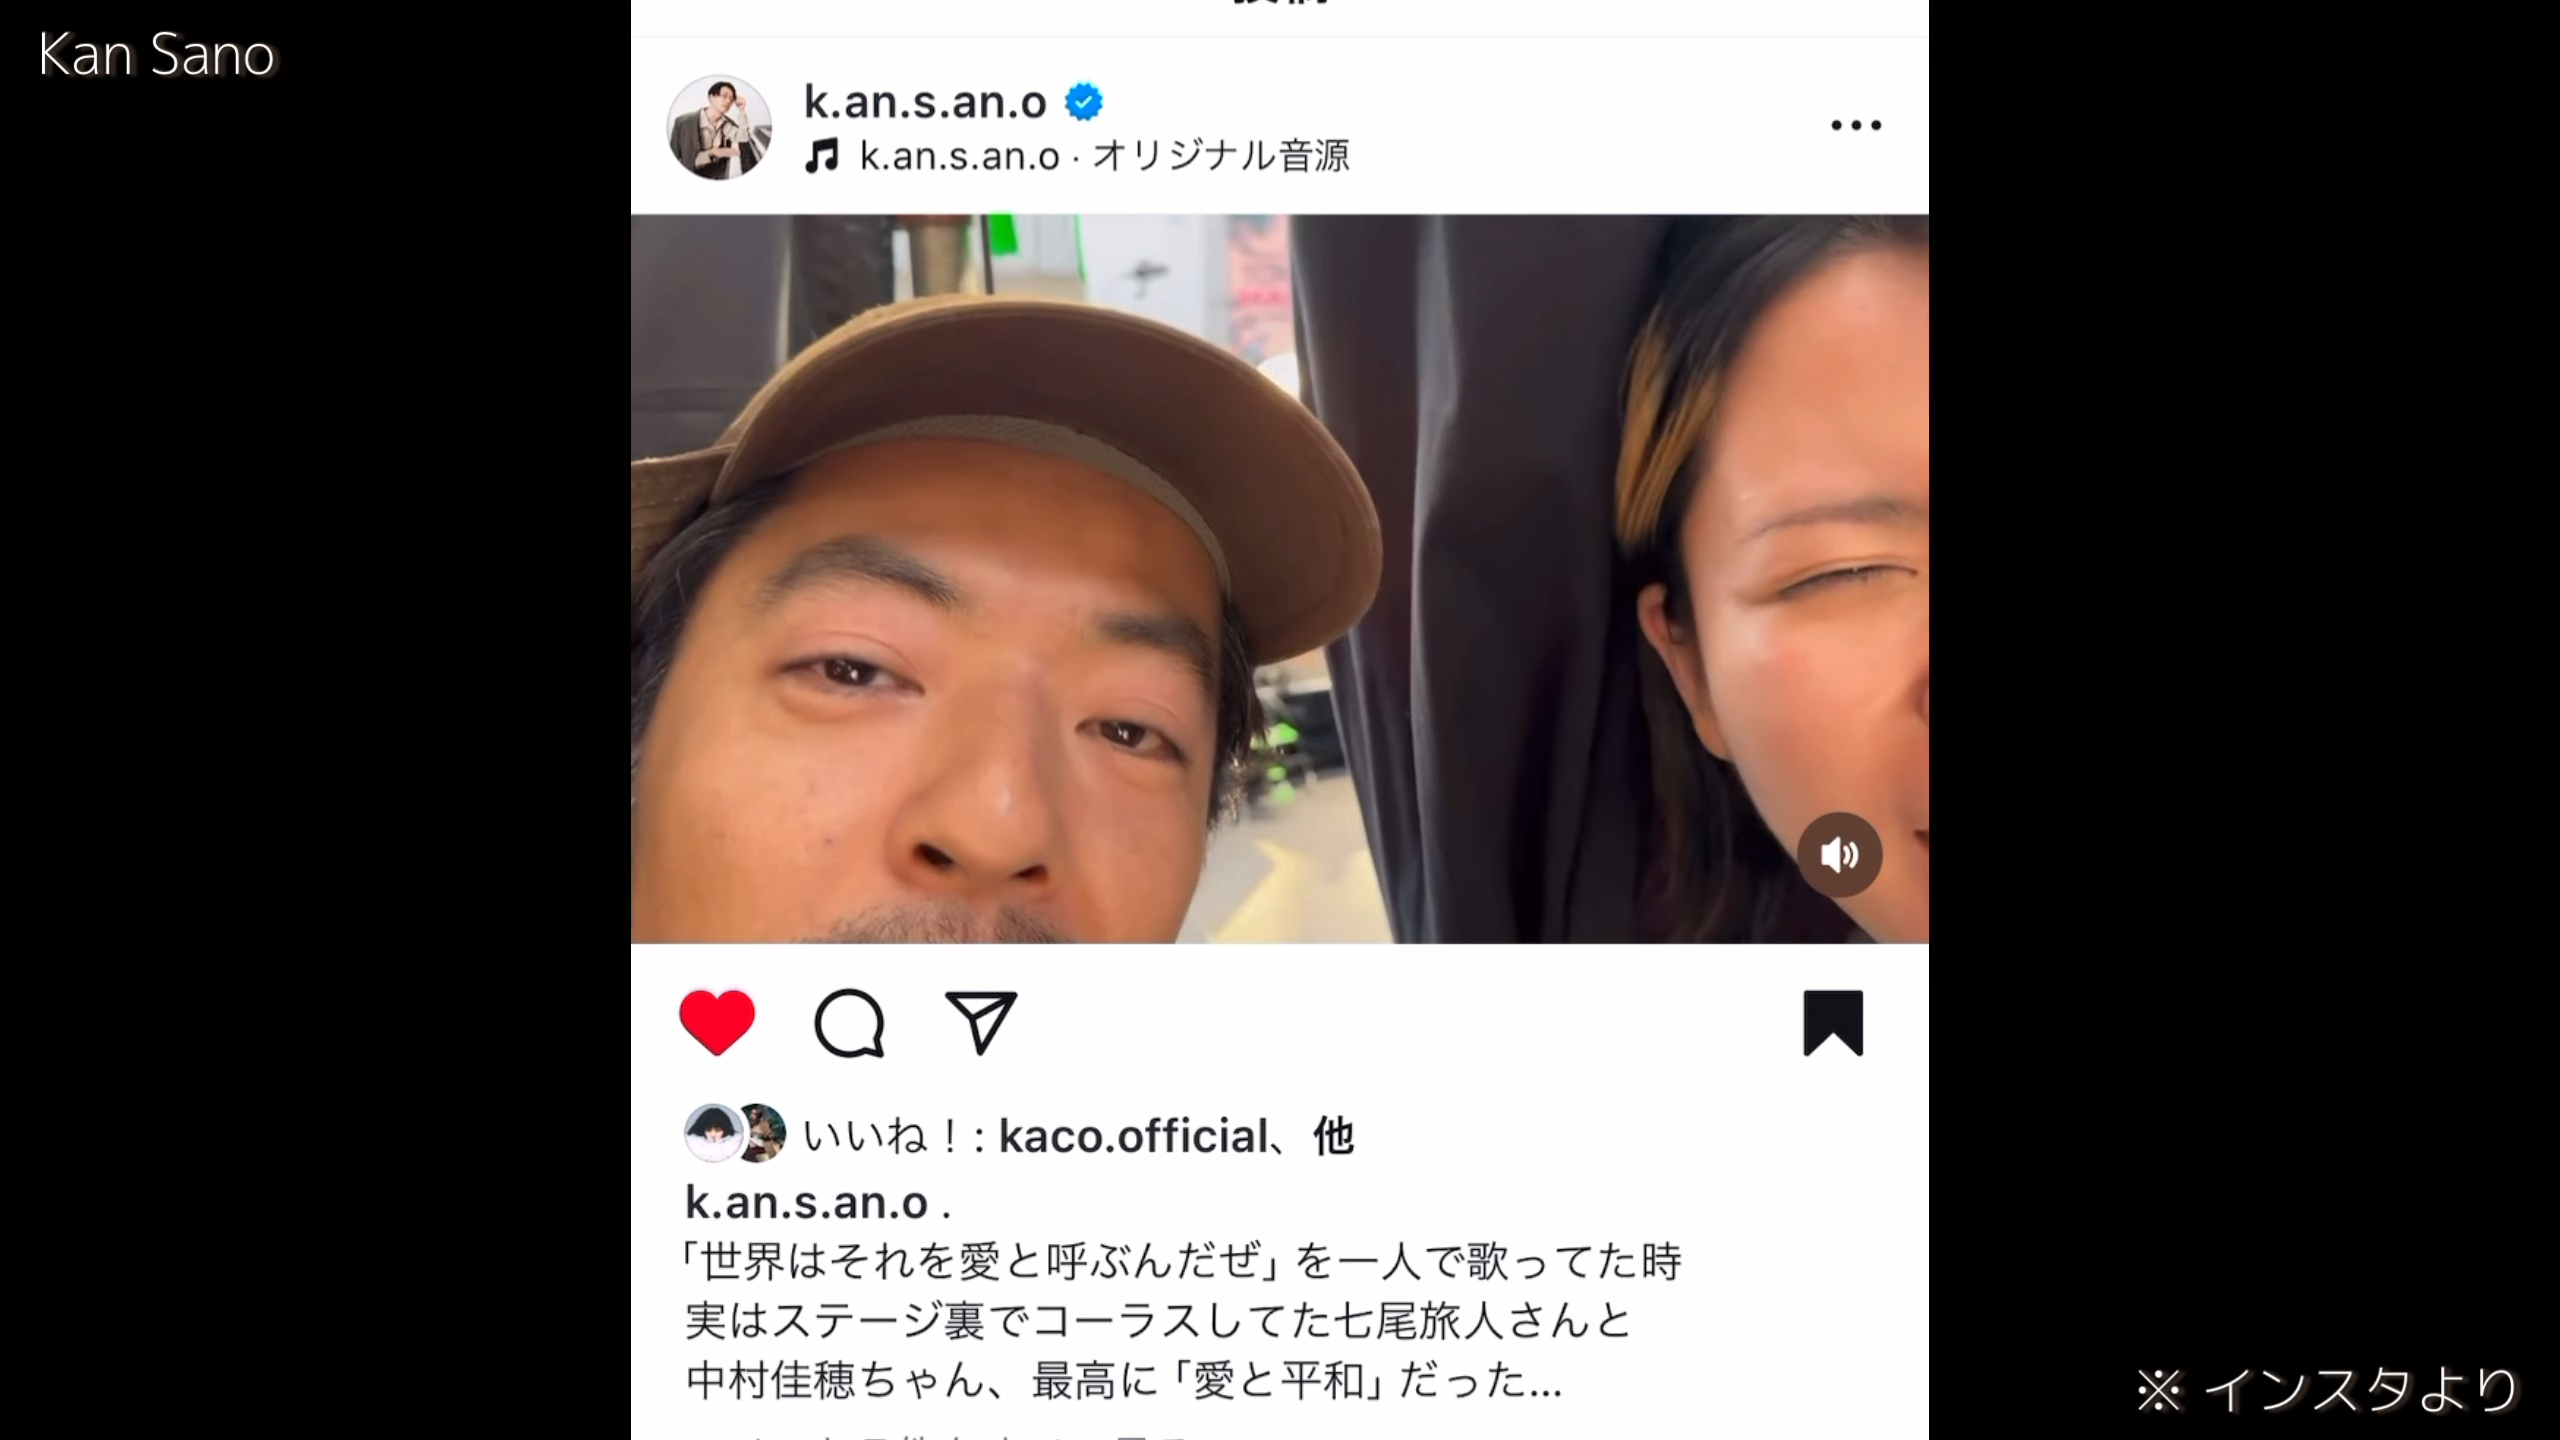 Kan Sano
k.an.s.an.o
k.an.s.an.o · オリジナル音源
いいね！: kaco.official、他
k.an.s.an.o .
「世界はそれを愛と呼ぶんだぜ」を一人で歌ってた時
実はステージ裏でコーラスしてた七尾旅人さんと
中村佳穂ちゃん、最高に「愛と平和」だった...
※ インスタより